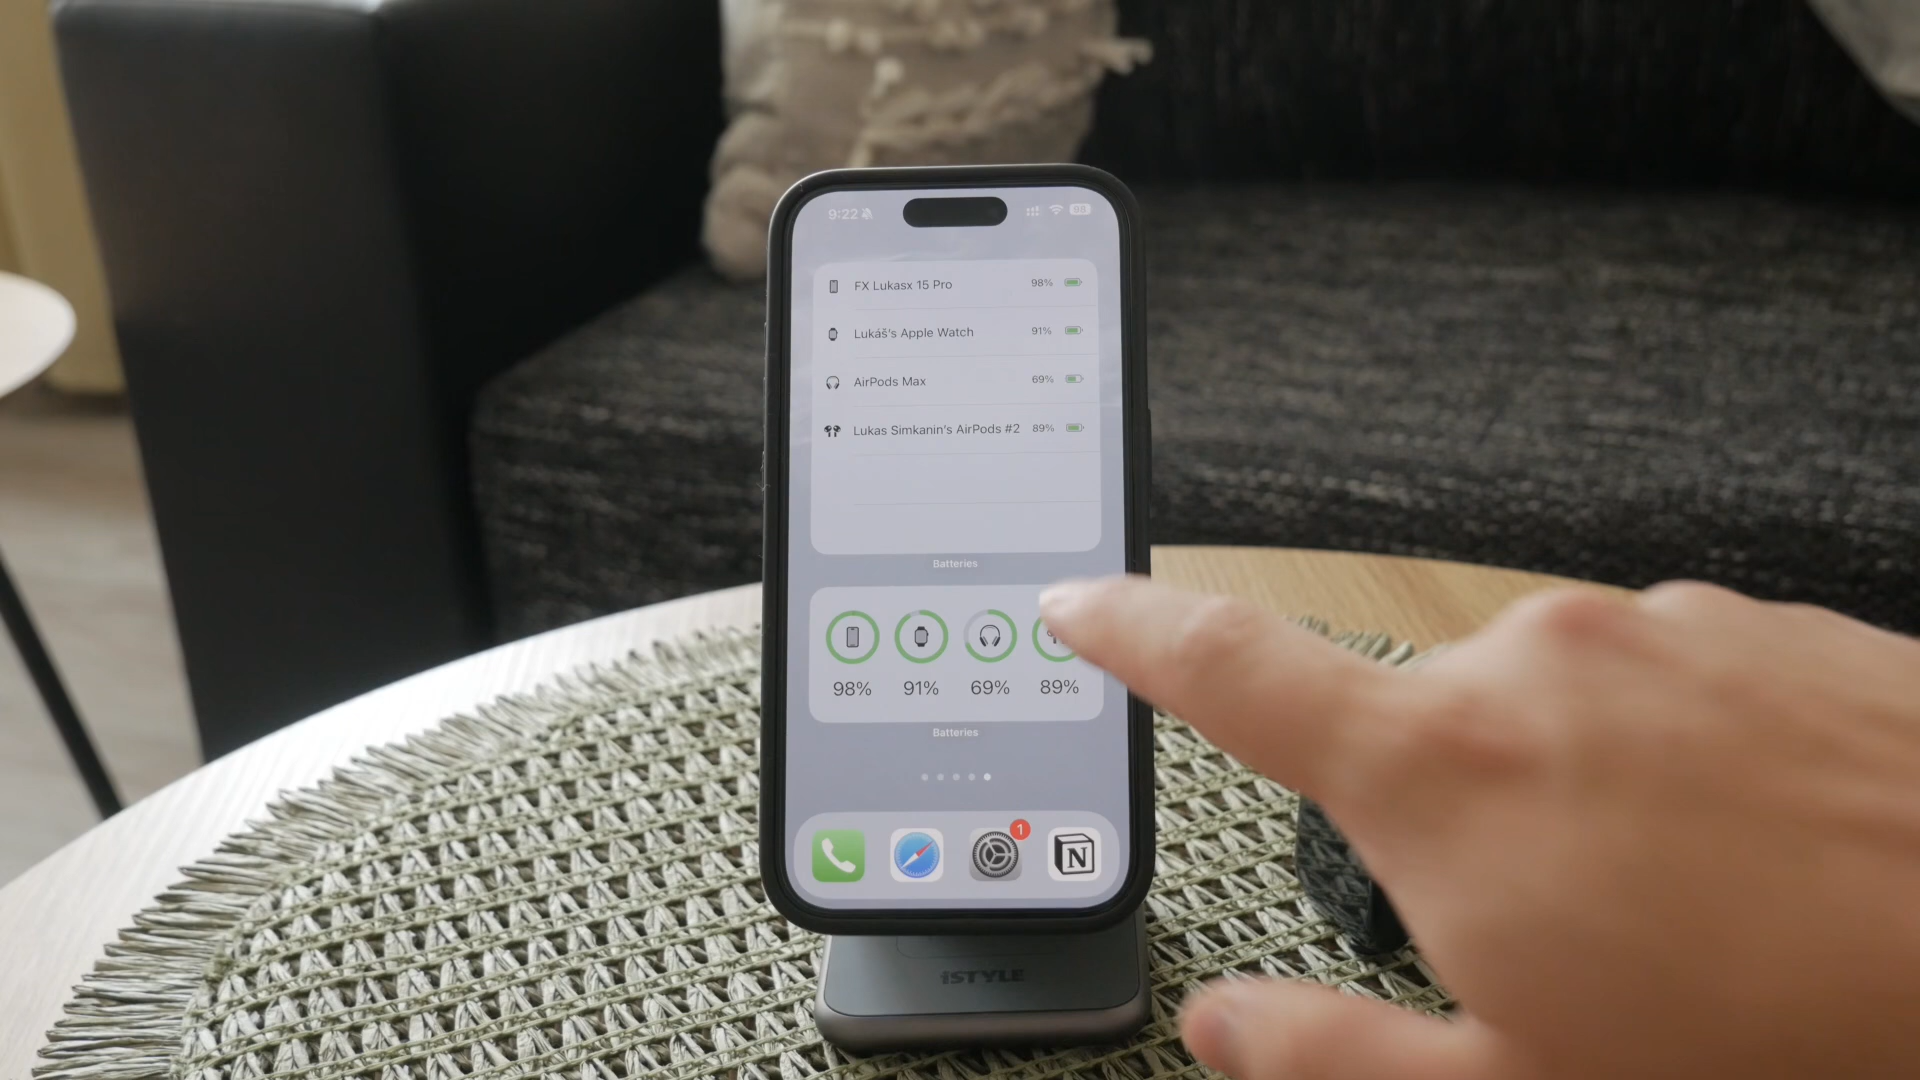 9:22 98
FX Lukasx 15 Pro 98%
Lukáš's Apple Watch 91%
AirPods Max 69%
Lukas Simkanin's AirPods #2 89%
Batteries
98% 91% 69% 89%
Batteries
1
N
iSTYLE